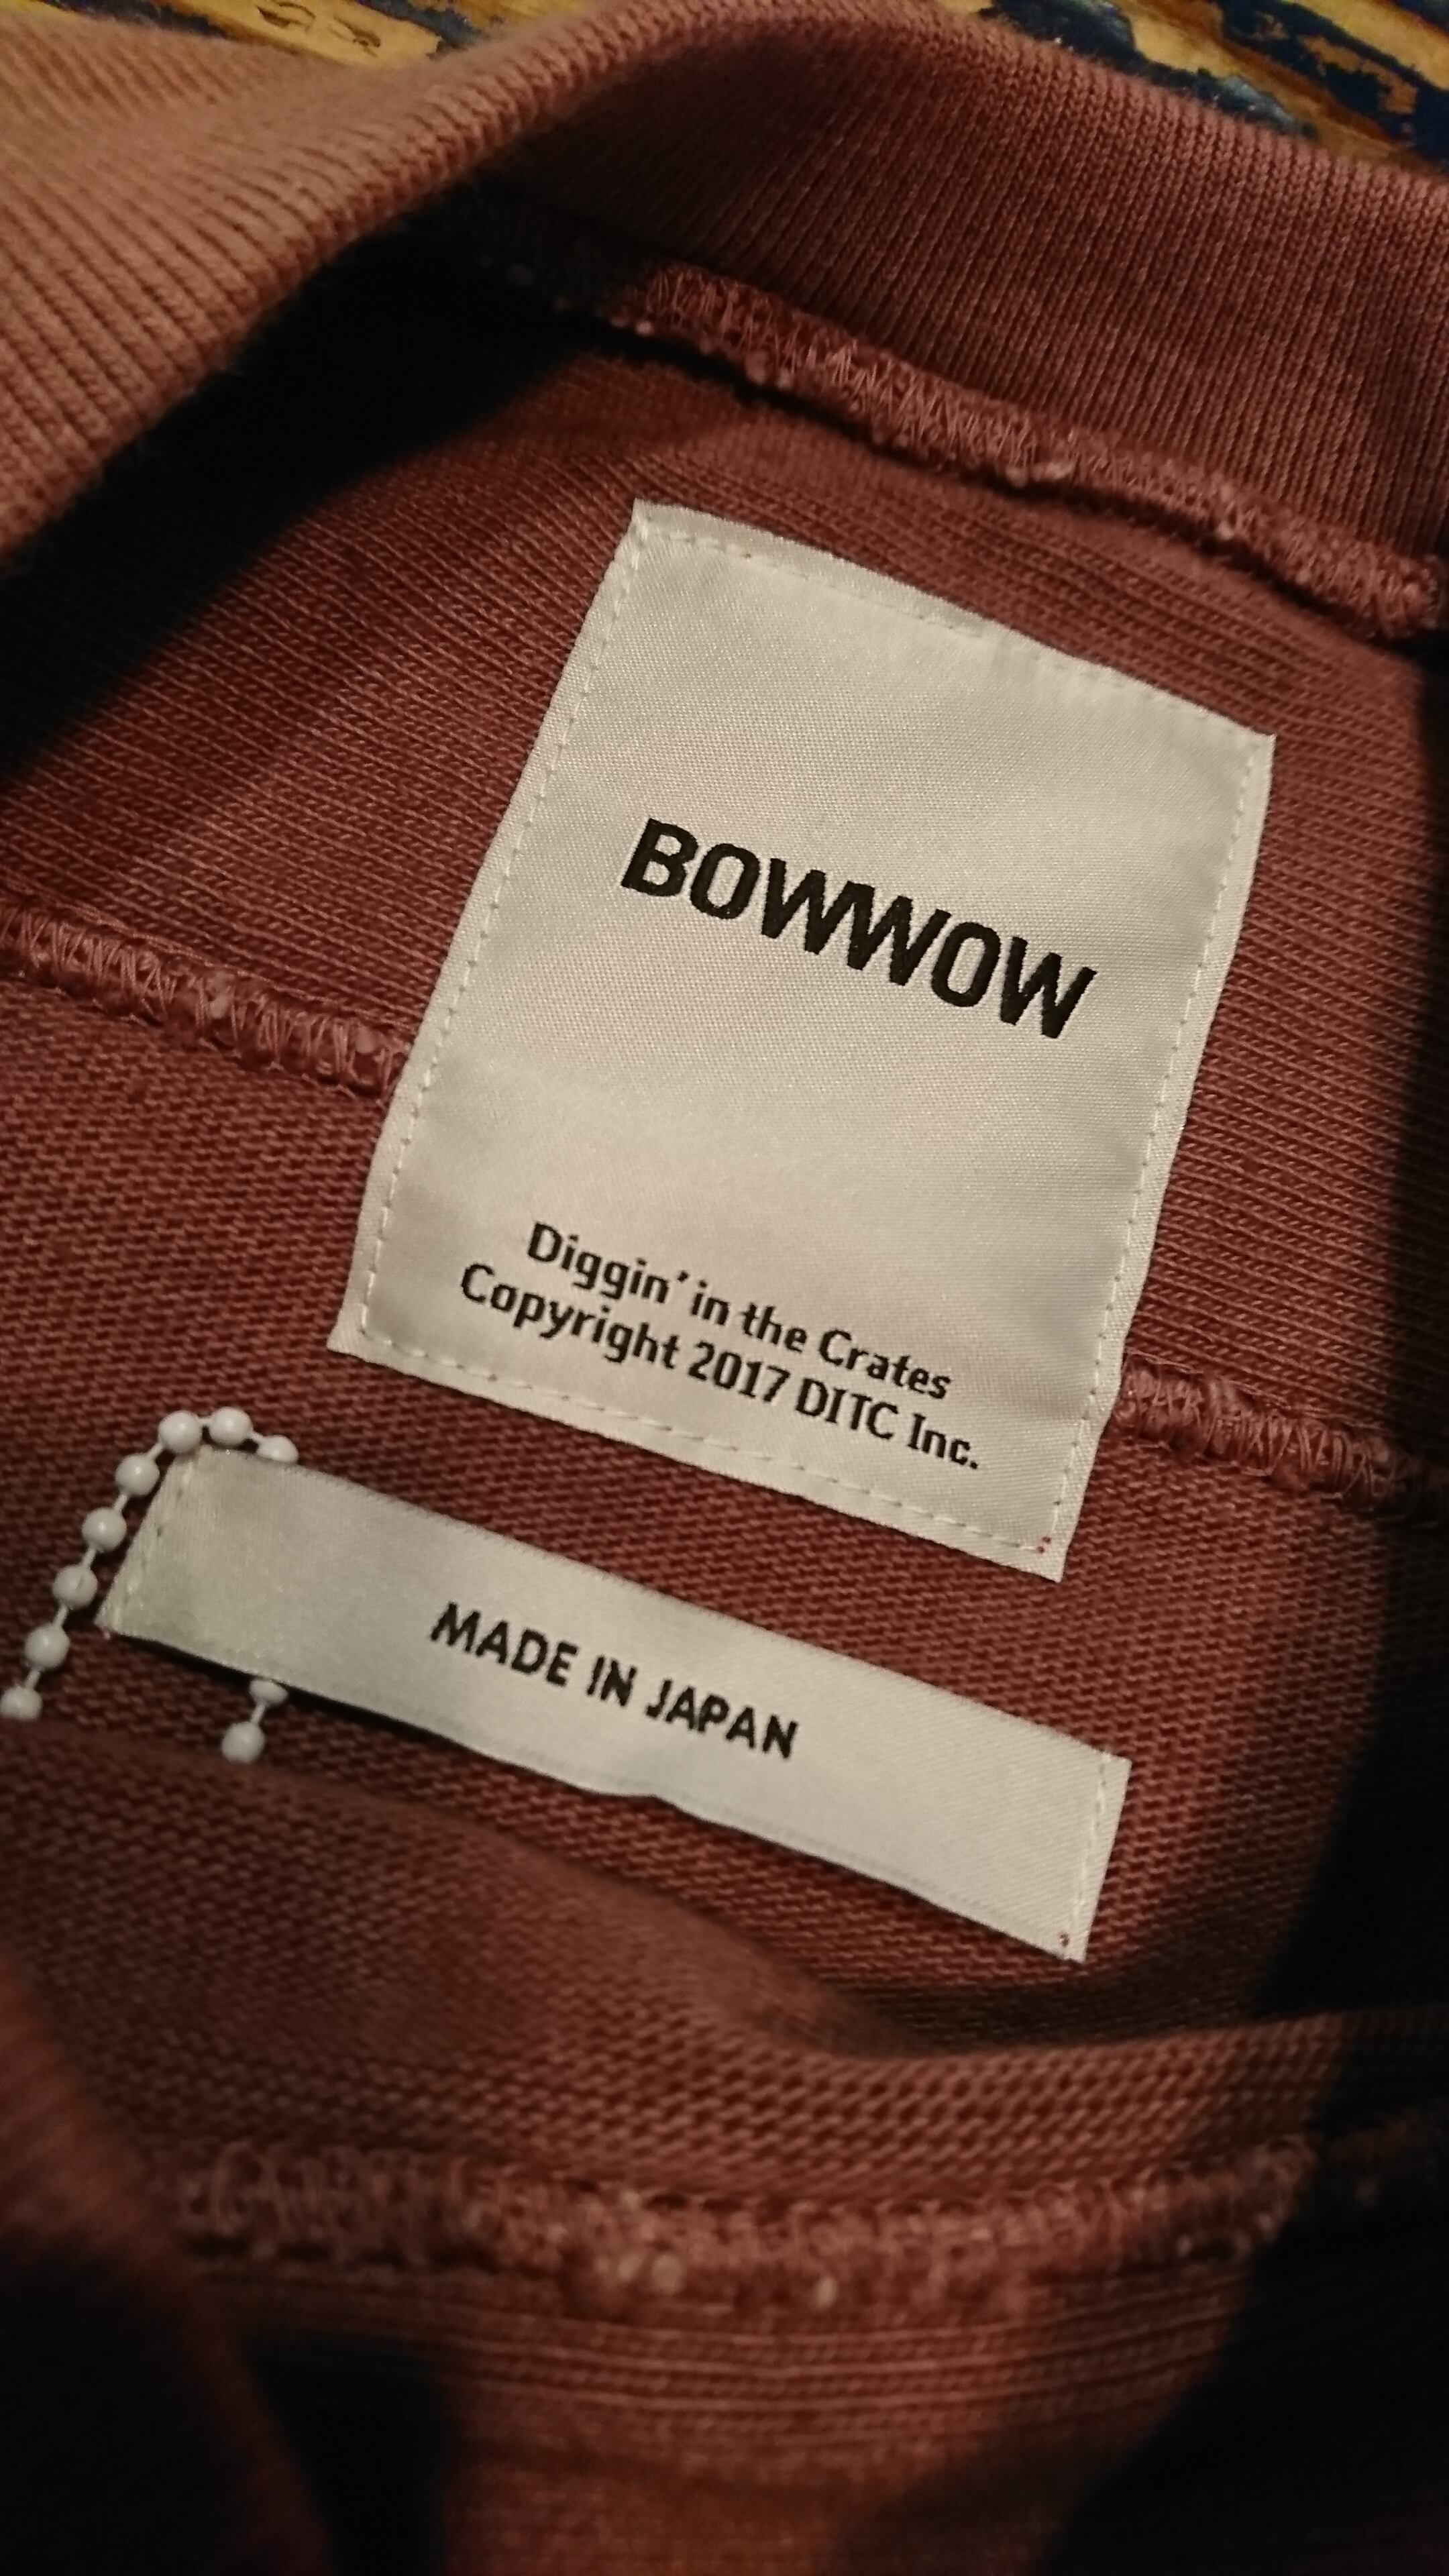 BOWWOW
Diggin' in the Crates
Copyright 2017 DITC Inc.
MADE IN JAPAN